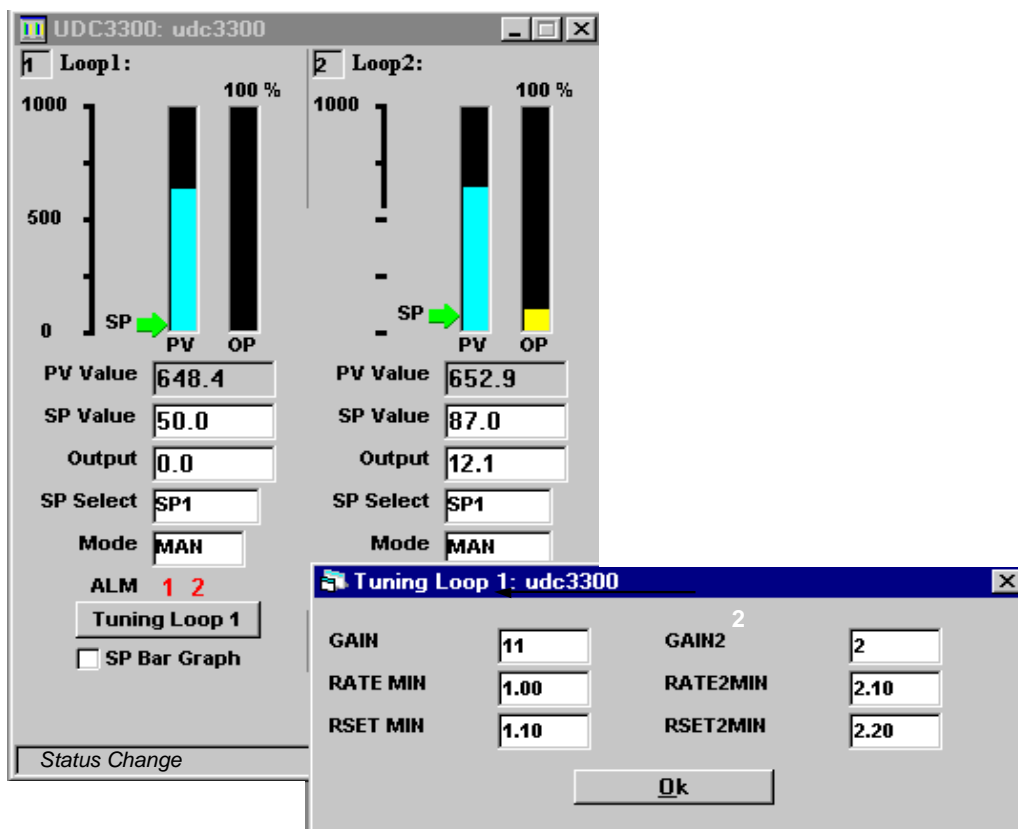 UDC3300: udc3300
1 Loop1:
2 Loop2:
100 %
100 %
1000
1000
500
0
SP
SP
PV OP
PV OP
PV Value 648.4
PV Value 652.9
SP Value 50.0
SP Value 87.0
Output 0.0
Output 12.1
SP Select SP1
SP Select SP1
Mode MAN
Mode MAN
ALM 1 2
Tuning Loop 1
SP Bar Graph
Status Change
Tuning Loop 1: udc3300
2
GAIN 11
GAIN2 2
RATE MIN 1.00
RATE2MIN 2.10
RSET MIN 1.10
RSET2MIN 2.20
Ok